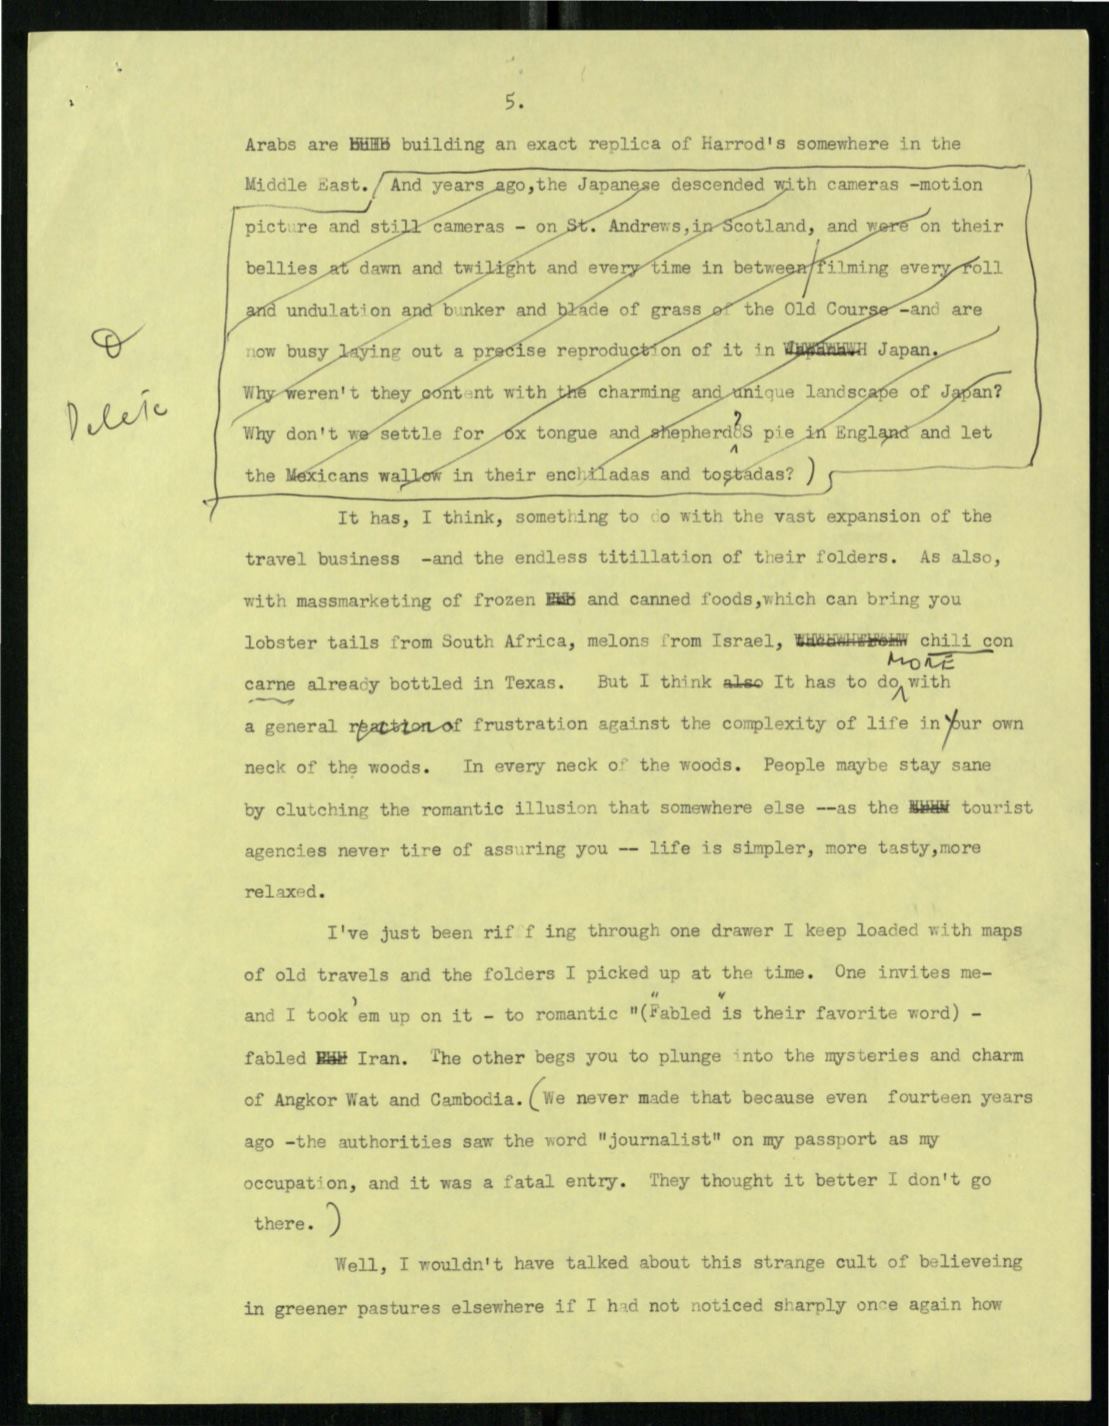 5.
Arabs are building an exact replica of Harrod's somewhere in the
Middle East. (And years ago,the Japanese descended with cameras -motion
picture and still cameras - on St. Andrews,in Scotland, and were on their
bellies at dawn and twilight and every time in between/filming every roll
and undulation and bunker and blade of grass of the Old Course -and are
now busy laying out a precise reproduction of it in Japan.
Why weren't they content with the charming and unique landscape of Japan?
Delete
Why don't we settle for ox tongue and shepherd's pie in England and let
the Mexicans wallow in their enchiladas and tostadas? )
It has, I think, something to do with the vast expansion of the
travel business -and the endless titillation of their folders. As also,
with massmarketing of frozen and canned foods,which can bring you
lobster tails from South Africa, melons from Israel, chili con
MORE
carne already bottled in Texas. But I think also It has to do with
a general reaction of frustration against the complexity of life in our own
neck of the woods. In every neck of the woods. People maybe stay sane
by clutching the romantic illusion that somewhere else --as the tourist
agencies never tire of assuring you -- life is simpler, more tasty,more
relaxed.
I've just been riff ing through one drawer I keep loaded with maps
of old travels and the folders I picked up at the time. One invites me-
and I took 'em up on it - to romantic "("Fabled" is their favorite word) -
fabled Iran. The other begs you to plunge into the mysteries and charm
of Angkor Wat and Cambodia. (We never made that because even fourteen years
ago -the authorities saw the word "journalist" on my passport as my
occupation, and it was a fatal entry. They thought it better I don't go
there. )
Well, I wouldn't have talked about this strange cult of believeing
in greener pastures elsewhere if I had not noticed sharply once again how